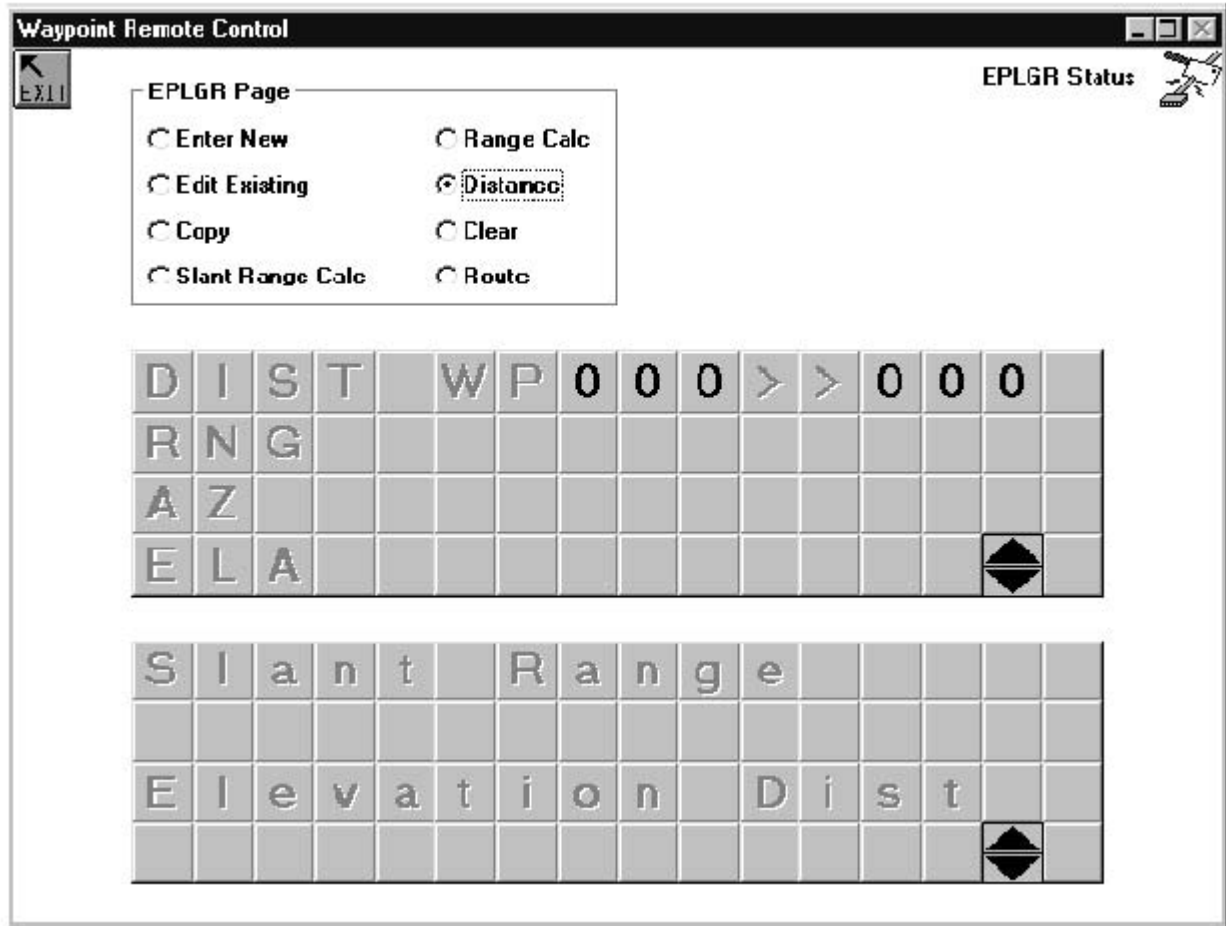 Waypoint Remote Control
EXIT
EPLGR Status
EPLGR Page
Enter New
Range Calc
Edit Existing
Distance
Copy
Clear
Slant Range Calc
Route
DIST WP000>>000
RNG
AZ
ELA
Slant Range
Elevation Dist